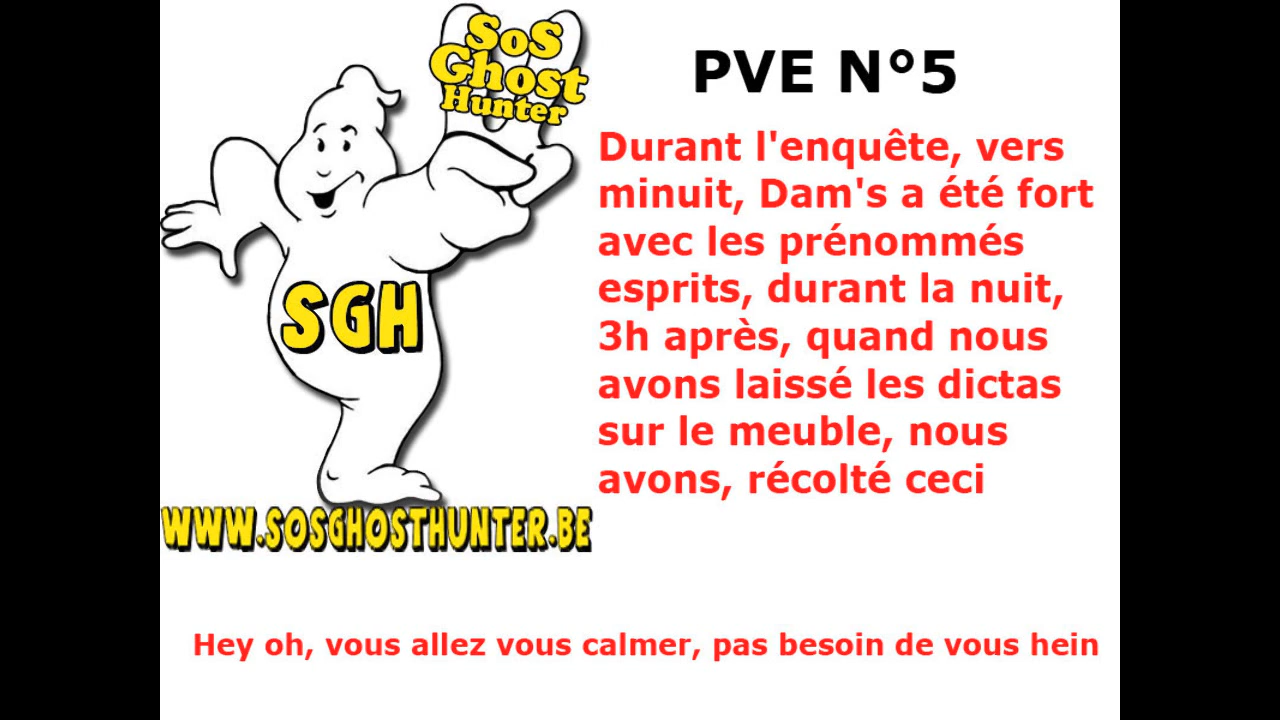 SoS
Ghost
Hunter
SGH
WWW.SOSGHOSTHUNTER.BE
PVE N°5
Durant l'enquête, vers
minuit, Dam's a été fort
avec les prénommés
esprits, durant la nuit,
3h après, quand nous
avons laissé les dictas
sur le meuble, nous
avons, récolté ceci
Hey oh, vous allez vous calmer, pas besoin de vous hein